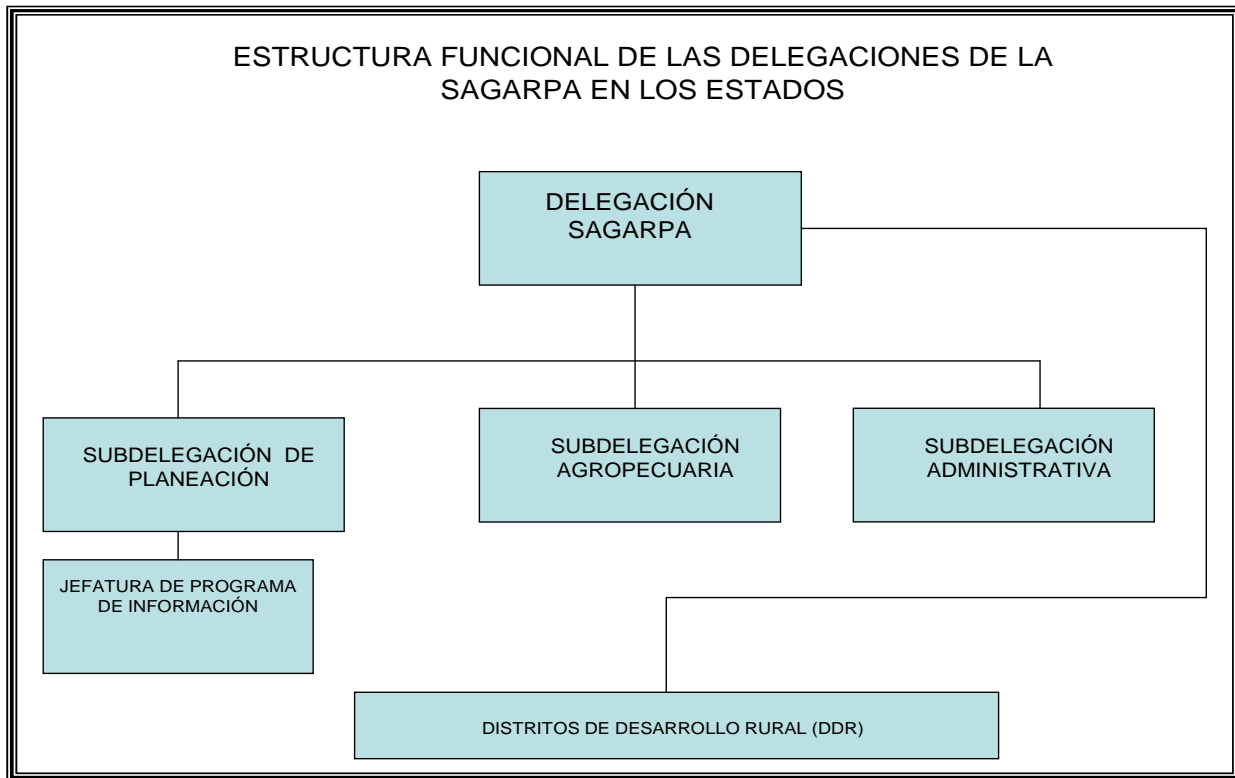 ESTRUCTURA FUNCIONAL DE LAS DELEGACIONES DE LA
SAGARPA EN LOS ESTADOS
DELEGACIÓN
SAGARPA
SUBDELEGACIÓN DE
PLANEACIÓN
SUBDELEGACIÓN
AGROPECUARIA
SUBDELEGACIÓN
ADMINISTRATIVA
JEFATURA DE PROGRAMA
DE INFORMACIÓN
DISTRITOS DE DESARROLLO RURAL (DDR)